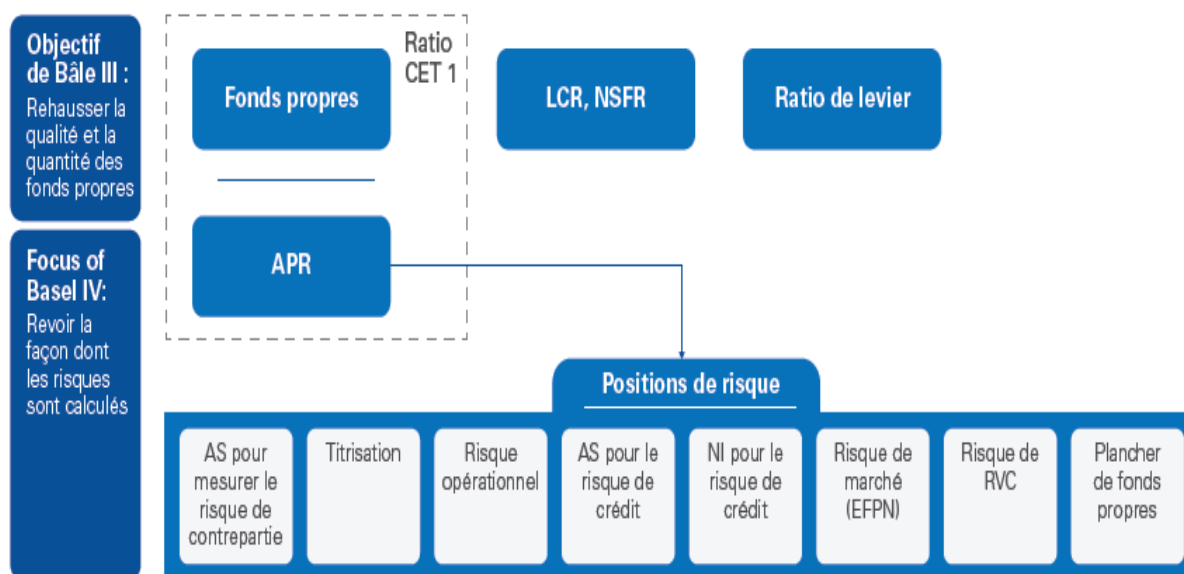 Objectif
de Bâle III :
Rehausser la
qualité et la
quantité des
fonds propres
Fonds propres
Ratio
CET 1
LCR, NSFR
Ratio de levier
Focus of
Basel IV:
Revoir la
façon dont
les risques
sont calculés
APR
Positions de risque
AS pour
mesurer le
risque de
contrepartie
Titrisation
Risque
opérationnel
AS pour le
risque de
crédit
NI pour le
risque de
crédit
Risque de
marché
(EFPN)
Risque de
RVC
Plancher
de fonds
propres